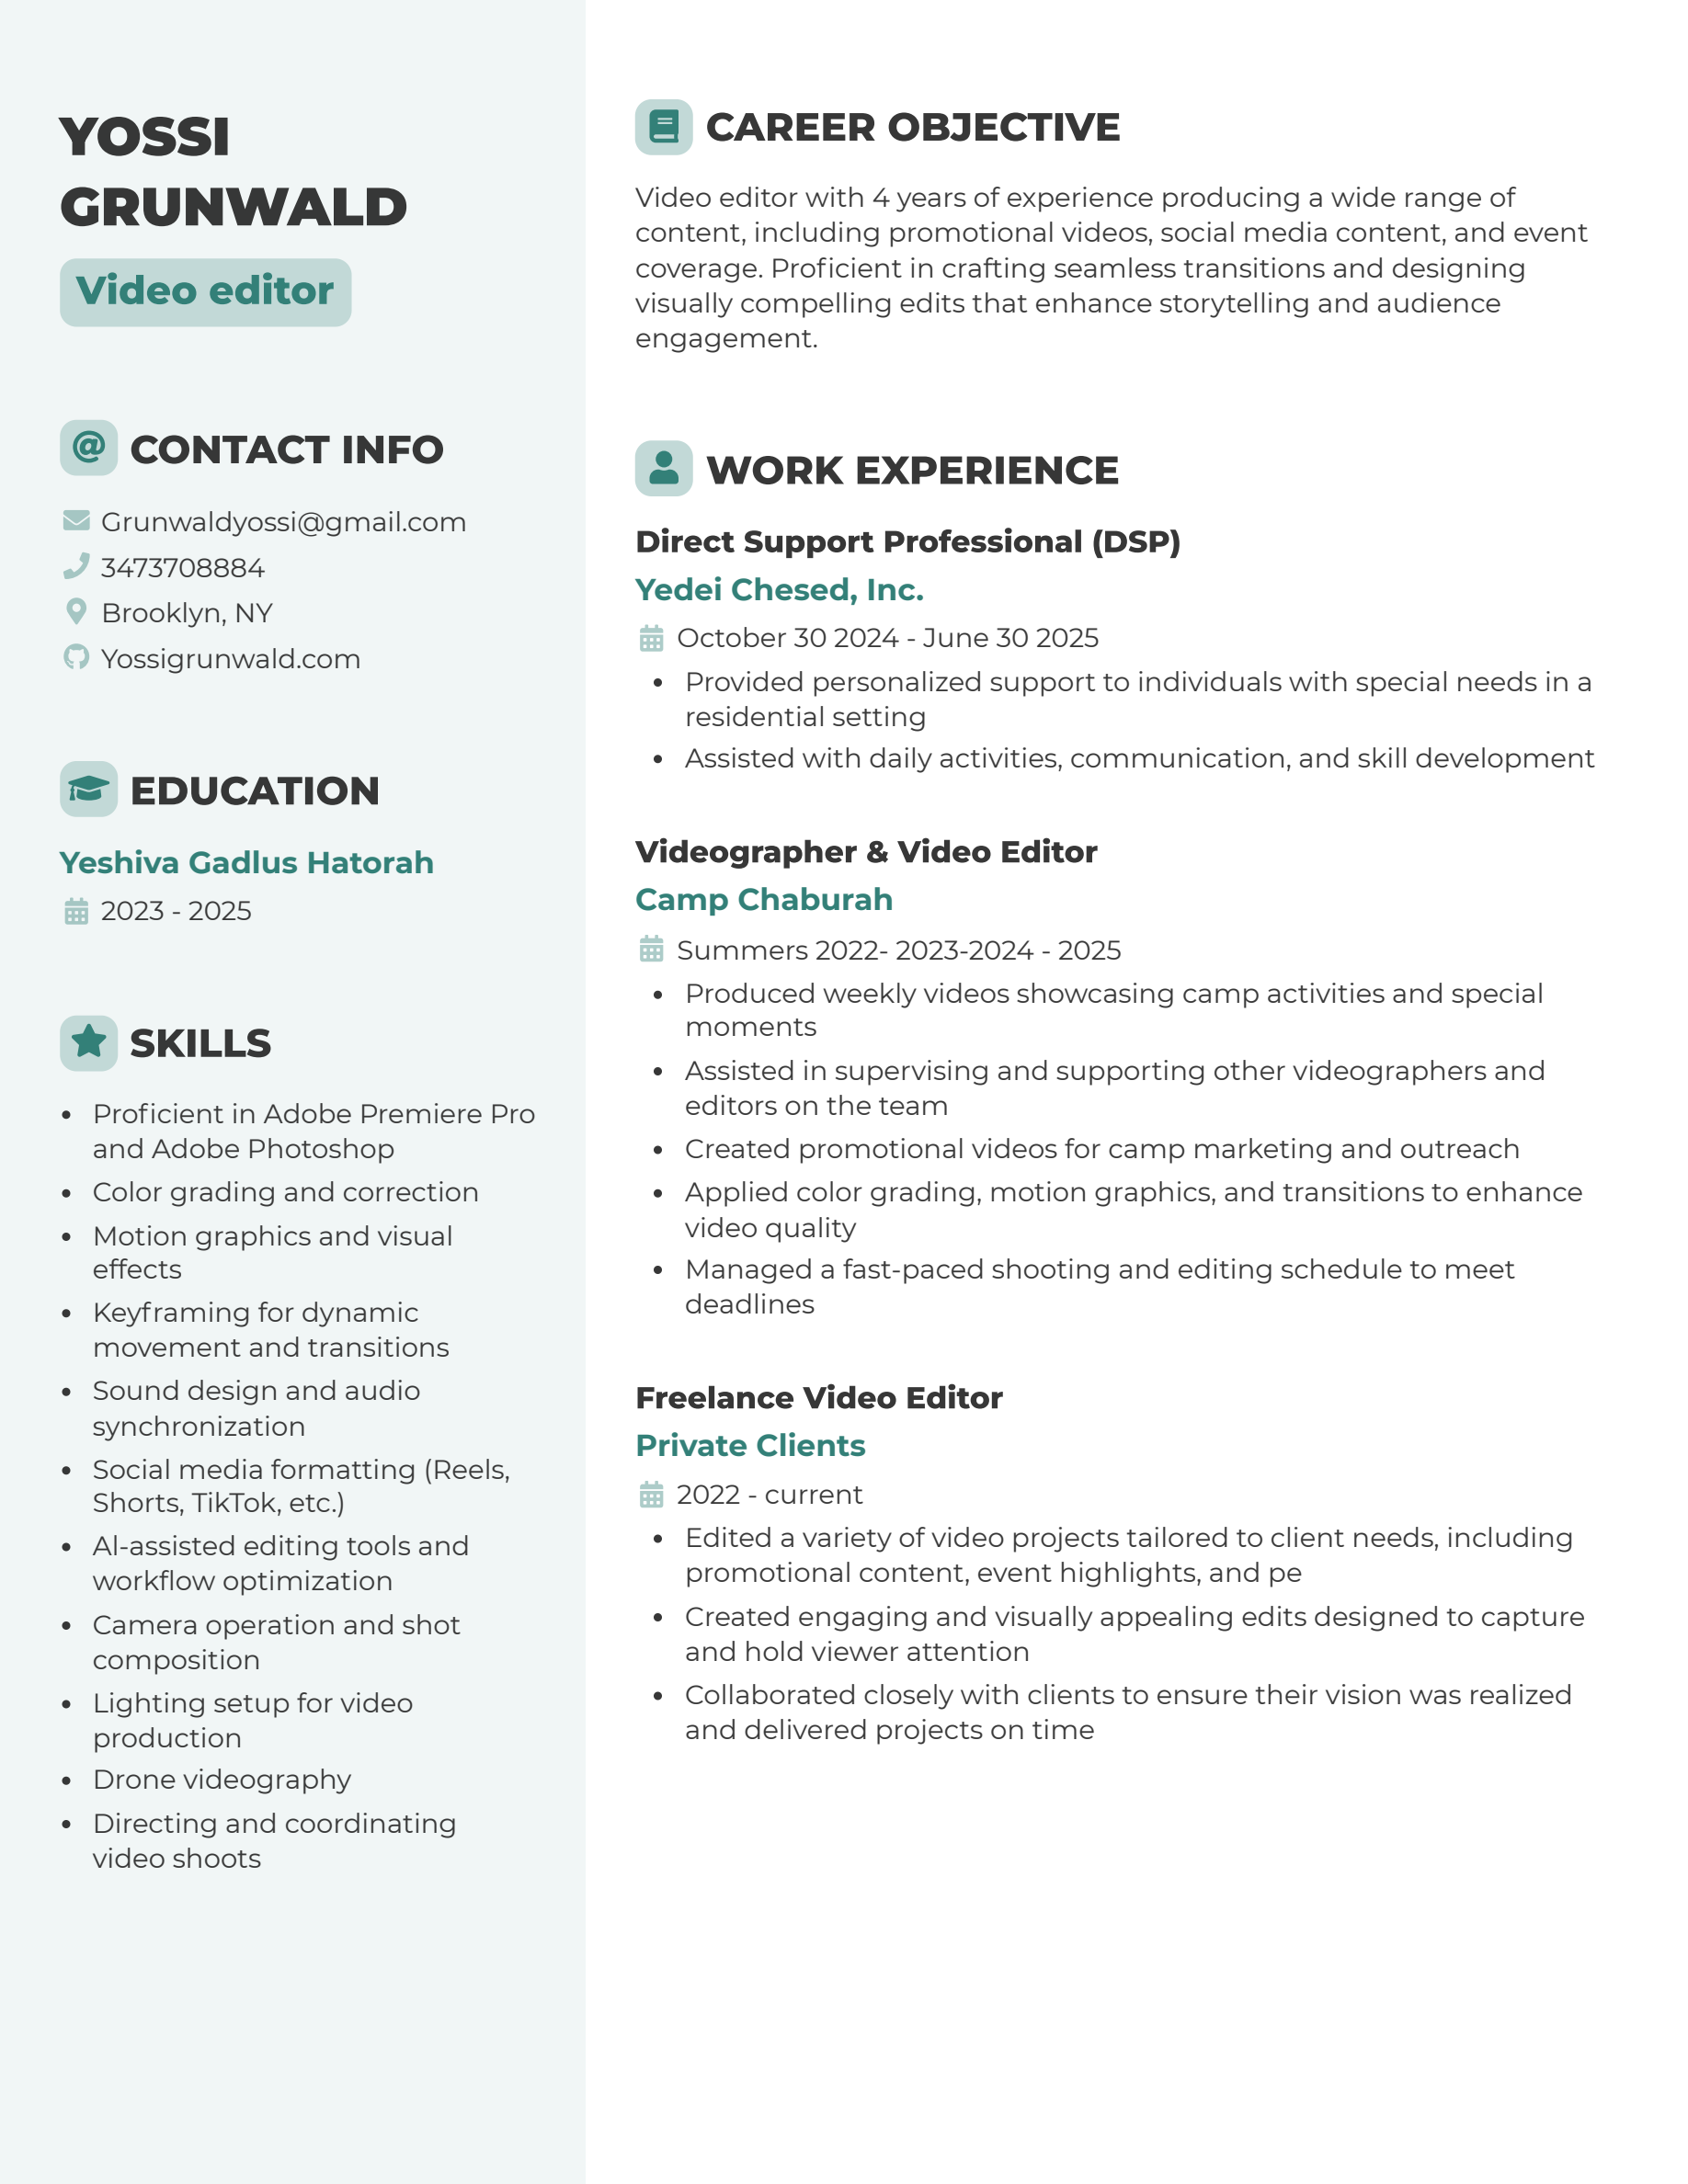 YOSSI
GRUNWALD
Video editor
CONTACT INFO
Grunwaldyossi@gmail.com
3473708884
Brooklyn, NY
Yossigrunwald.com
EDUCATION
Yeshiva Gadlus Hatorah
2023 - 2025
SKILLS
• Proficient in Adobe Premiere Pro
and Adobe Photoshop
• Color grading and correction
• Motion graphics and visual
effects
• Keyframing for dynamic
movement and transitions
• Sound design and audio
synchronization
• Social media formatting (Reels,
Shorts, TikTok, etc.)
• AI-assisted editing tools and
workflow optimization
• Camera operation and shot
composition
• Lighting setup for video
production
• Drone videography
• Directing and coordinating
video shoots
CAREER OBJECTIVE
Video editor with 4 years of experience producing a wide range of
content, including promotional videos, social media content, and event
coverage. Proficient in crafting seamless transitions and designing
visually compelling edits that enhance storytelling and audience
engagement.
WORK EXPERIENCE
Direct Support Professional (DSP)
Yedei Chesed, Inc.
October 30 2024 - June 30 2025
• Provided personalized support to individuals with special needs in a
residential setting
• Assisted with daily activities, communication, and skill development
Videographer & Video Editor
Camp Chaburah
Summers 2022- 2023-2024 - 2025
• Produced weekly videos showcasing camp activities and special
moments
• Assisted in supervising and supporting other videographers and
editors on the team
• Created promotional videos for camp marketing and outreach
• Applied color grading, motion graphics, and transitions to enhance
video quality
• Managed a fast-paced shooting and editing schedule to meet
deadlines
Freelance Video Editor
Private Clients
2022 - current
• Edited a variety of video projects tailored to client needs, including
promotional content, event highlights, and pe
• Created engaging and visually appealing edits designed to capture
and hold viewer attention
• Collaborated closely with clients to ensure their vision was realized
and delivered projects on time